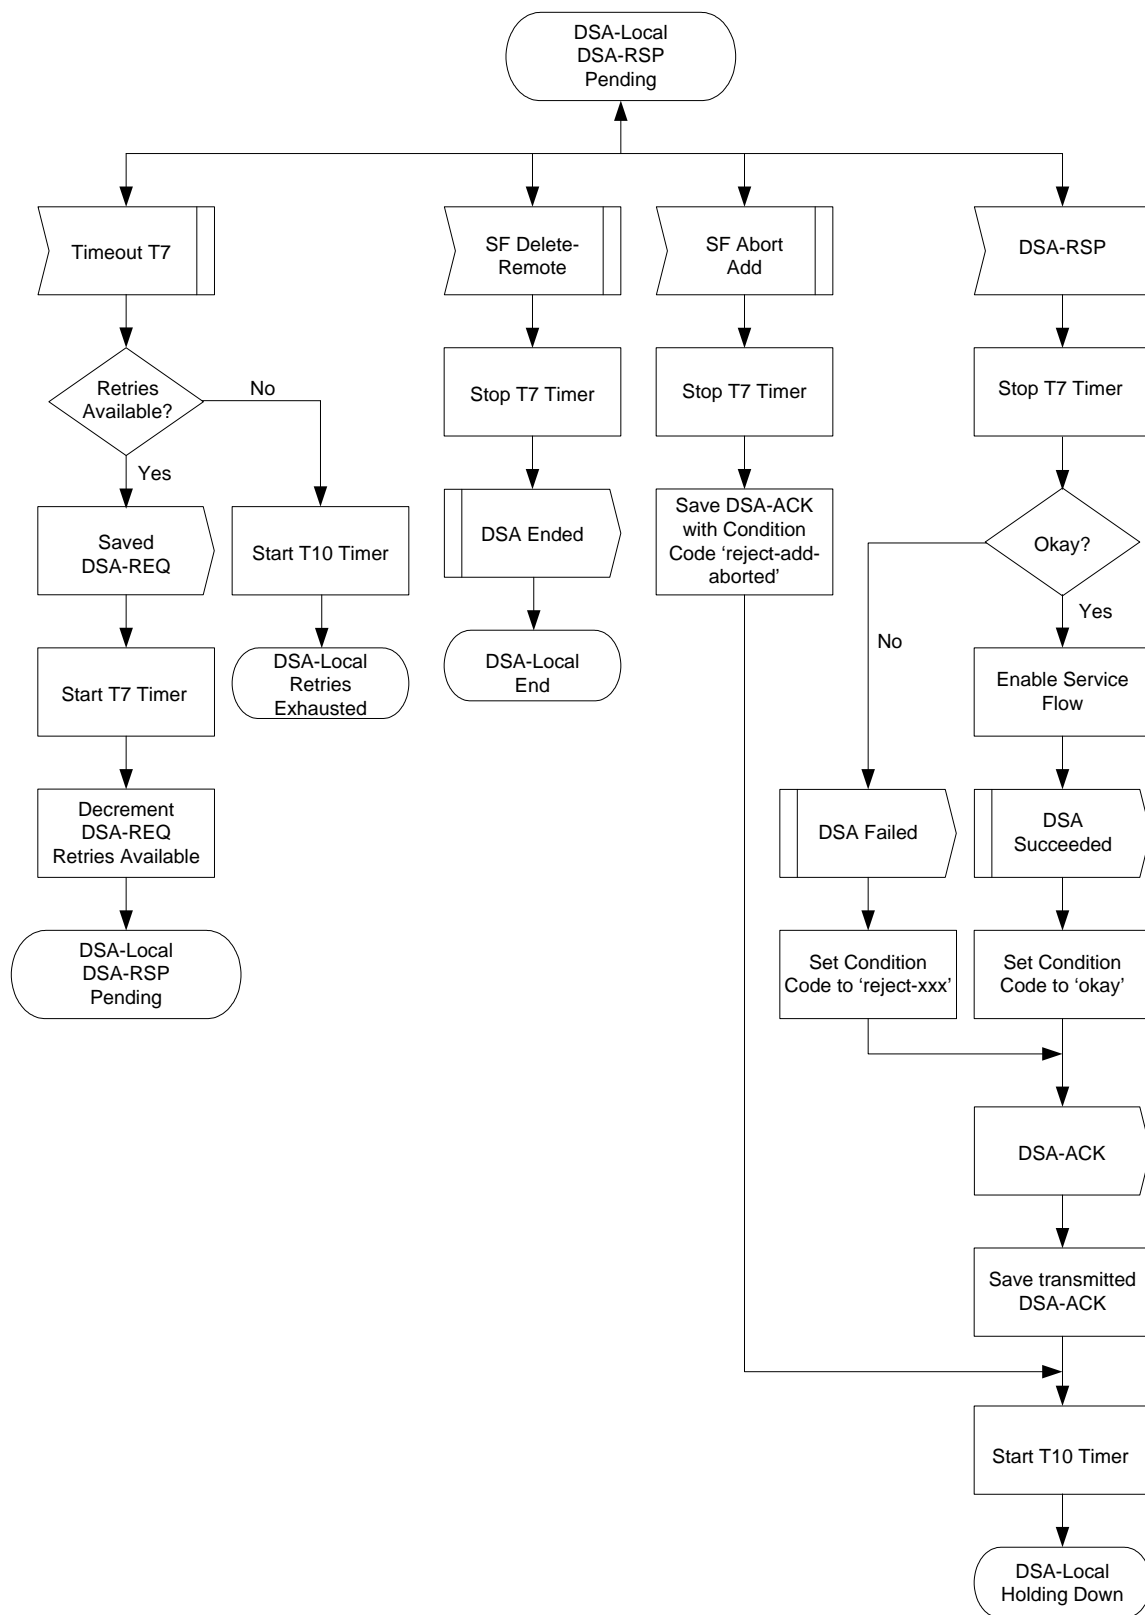 DSA-Local
DSA-RSP
Pending
Timeout T7
SF Delete-
Remote
SF Abort
Add
DSA-RSP
Retries
Available?
No
Yes
Stop T7 Timer
Stop T7 Timer
Stop T7 Timer
Saved
DSA-REQ
Start T10 Timer
DSA Ended
Save DSA-ACK
with Condition
Code ‘reject-add-
aborted’
Okay?
Yes
No
Start T7 Timer
DSA-Local
Retries
Exhausted
DSA-Local
End
Enable Service
Flow
Decrement
DSA-REQ
Retries Available
DSA Failed
DSA
Succeeded
DSA-Local
DSA-RSP
Pending
Set Condition
Code to ‘reject-xxx’
Set Condition
Code to ‘okay’
DSA-ACK
Save transmitted
DSA-ACK
Start T10 Timer
DSA-Local
Holding Down